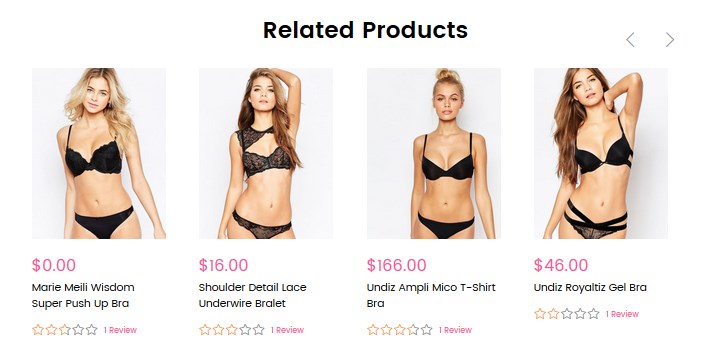 Related Products
$0.00
Marie Meili Wisdom
Super Push Up Bra
1 Review
$16.00
Shoulder Detail Lace
Underwire Bralet
1 Review
$166.00
Undiz Ampli Mico T-Shirt
Bra
1 Review
$46.00
Undiz Royaltiz Gel Bra
1 Review